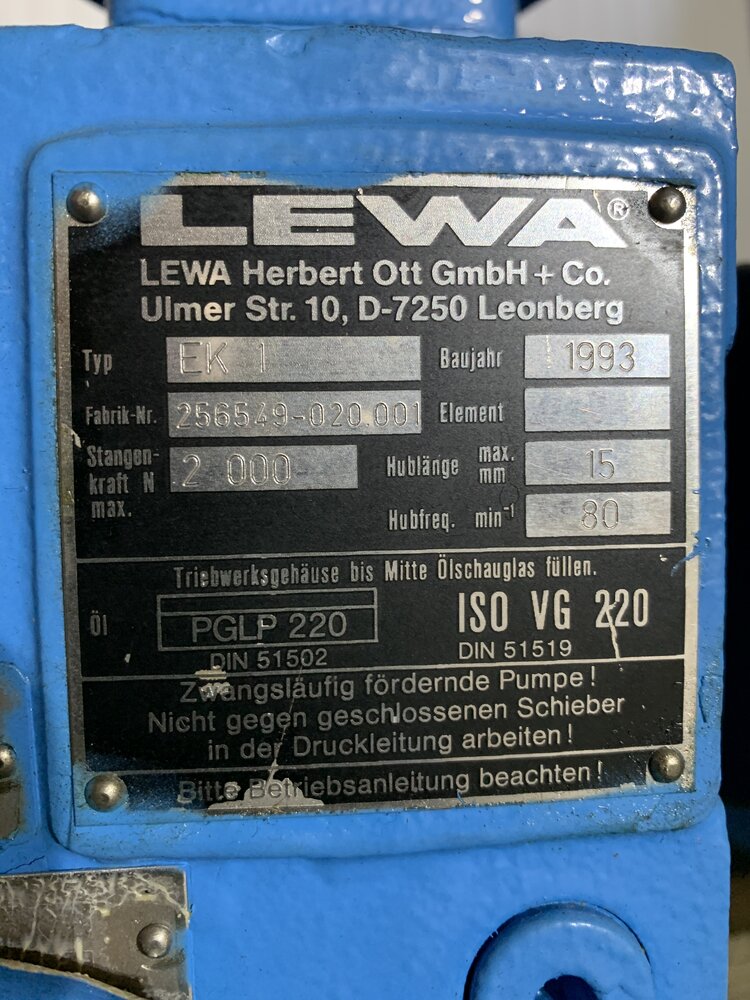 LEWA®
LEWA Herbert Ott GmbH + Co.
Ulmer Str. 10, D-7250 Leonberg
Typ EK 1 Baujahr 1993
Fabrik-Nr. 256549-020.001 Element
Stangen-
kraft N
max. 2 000 Hublänge max. mm 15
Hubfreq. min⁻¹ 80
Triebwerksgehäuse bis Mitte Ölschauglas füllen.
Öl PGLP 220 ISO VG 220
DIN 51502 DIN 51519
Zwangsläufig fördernde Pumpe!
Nicht gegen geschlossenen Schieber
in der Druckleitung arbeiten!
Bitte Betriebsanleitung beachten!